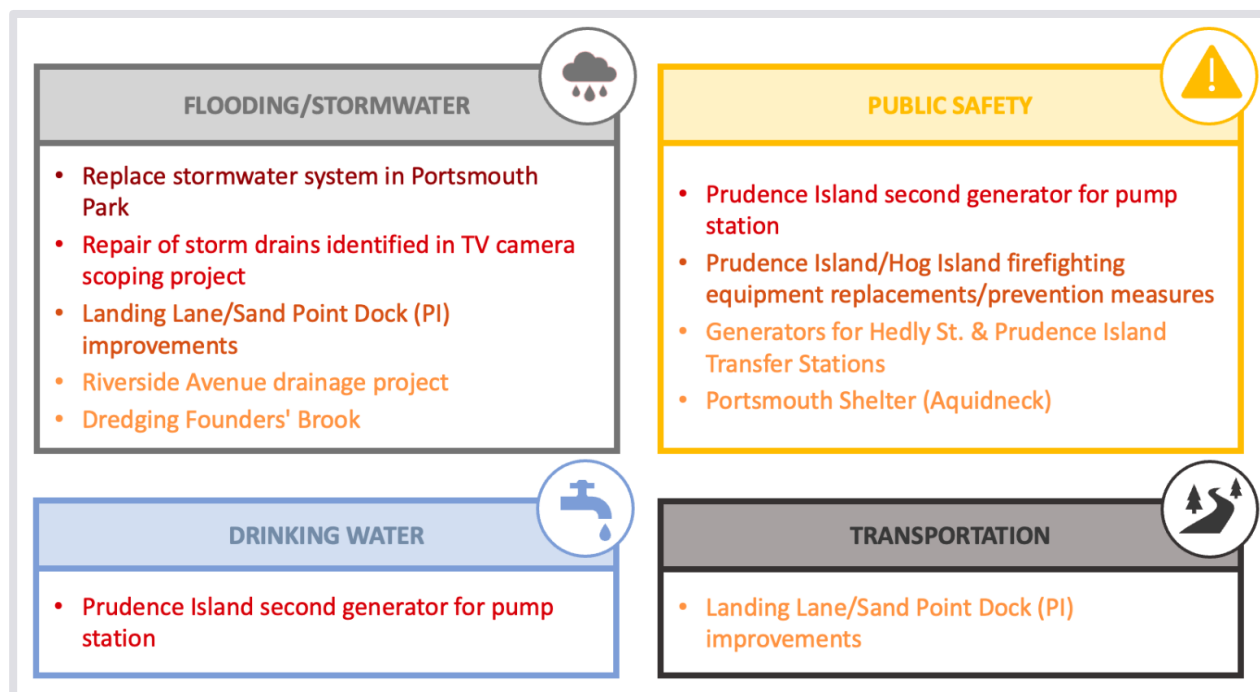 FLOODING/STORMWATER
• Replace stormwater system in Portsmouth
Park
• Repair of storm drains identified in TV camera
scoping project
• Landing Lane/Sand Point Dock (PI)
improvements
• Riverside Avenue drainage project
• Dredging Founders' Brook
PUBLIC SAFETY
• Prudence Island second generator for pump
station
• Prudence Island/Hog Island firefighting
equipment replacements/prevention measures
• Generators for Hedly St. & Prudence Island
Transfer Stations
• Portsmouth Shelter (Aquidneck)
DRINKING WATER
• Prudence Island second generator for pump
station
TRANSPORTATION
• Landing Lane/Sand Point Dock (PI)
improvements